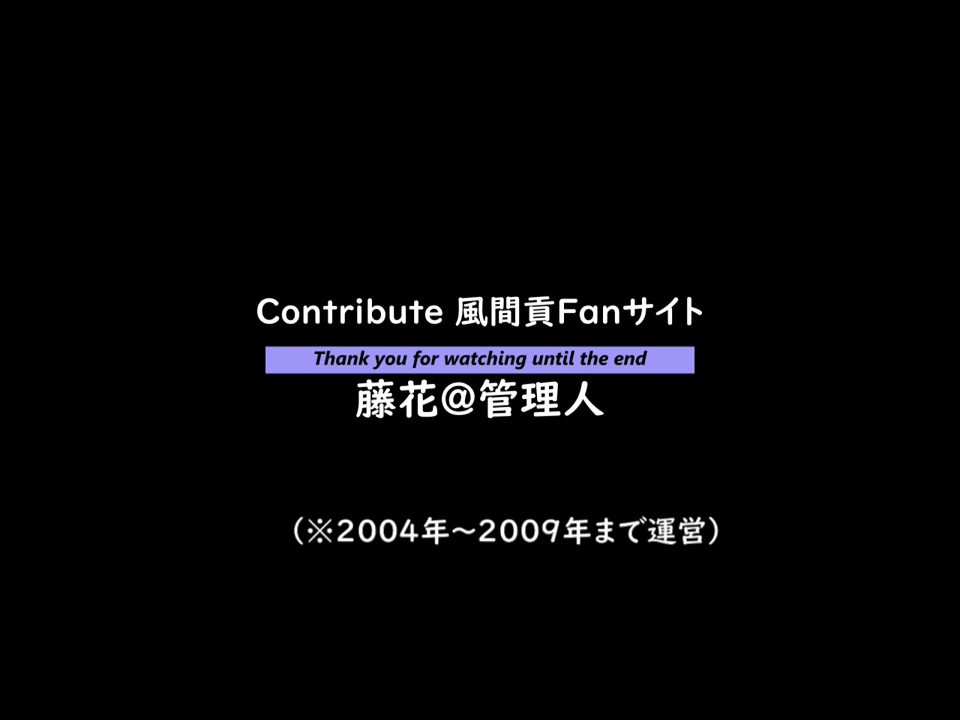 Contribute 風間貢Fanサイト
Thank you for watching until the end
藤花@管理人
（※2004年～2009年まで運営）